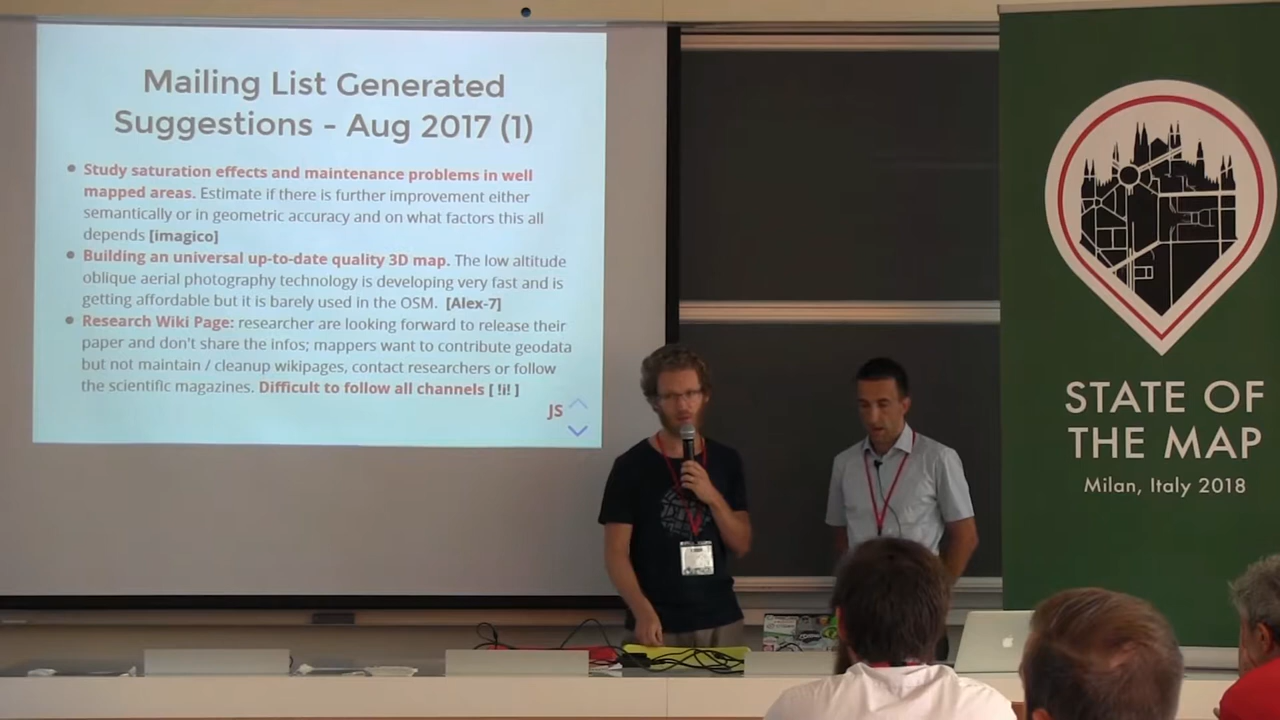 Mailing List Generated
Suggestions - Aug 2017 (1)
Study saturation effects and maintenance problems in well
mapped areas. Estimate if there is further improvement either
semantically or in geometric accuracy and on what factors this all
depends [imagico]
Building an universal up-to-date quality 3D map. The low altitude
oblique aerial photography technology is developing very fast and is
getting affordable but it is barely used in the OSM. [Alex-7]
Research Wiki Page: researcher are looking forward to release their
paper and don't share the infos; mappers want to contribute geodata
but not maintain / cleanup wikipages, contact researchers or follow
the scientific magazines. Difficult to follow all channels [ !i! ]
JS
STATE OF
THE MAP
Milan, Italy 2018